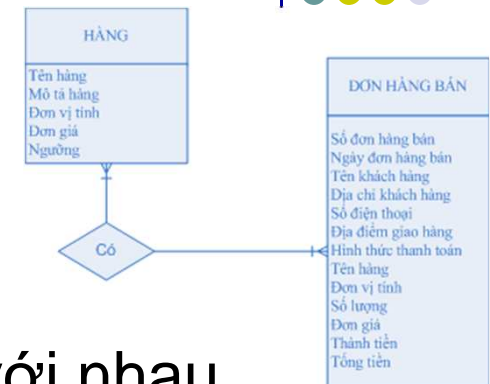 HÀNG
Tên hàng
Mô tả hàng
Đơn vị tính
Đơn giá
Ngưỡng
Có
ĐƠN HÀNG BÁN
Số đơn hàng bán
Ngày đơn hàng bán
Tên khách hàng
Địa chỉ khách hàng
Số điện thoại
Địa điểm giao hàng
Hình thức thanh toán
Tên hàng
Đơn vị tính
Số lượng
Đơn giá
Thành tiền
Tổng tiền
với nhau